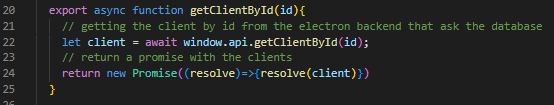 20 export async function getClientById(id){
21 // getting the client by id from the electron backend that ask the database
22 let client = await window.api.getClientById(id);
23 // return a promise with the clients
24 return new Promise((resolve)=>{resolve(client)})
25 }